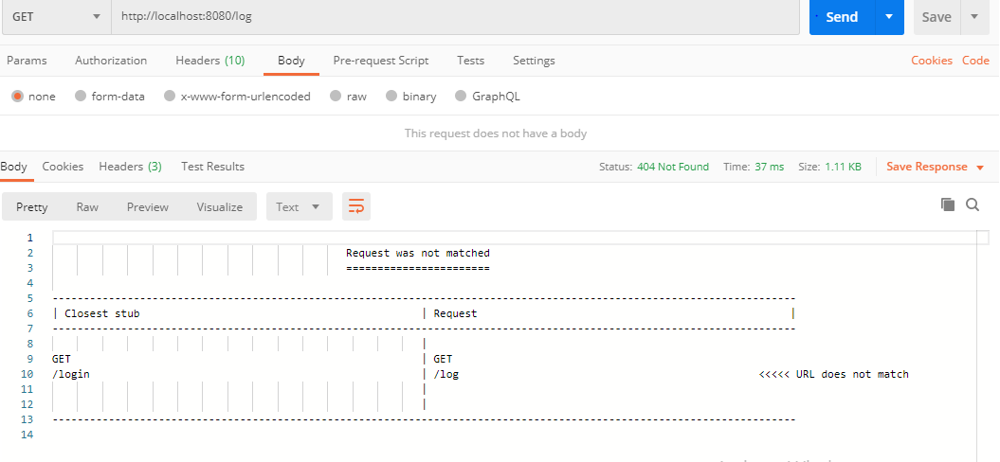 GET http://localhost:8080/log Send Save
Params Authorization Headers (10) Body Pre-request Script Tests Settings Cookies Code
none form-data x-www-form-urlencoded raw binary GraphQL
This request does not have a body
Body Cookies Headers (3) Test Results Status: 404 Not Found Time: 37 ms Size: 1.11 KB Save Response
Pretty Raw Preview Visualize Text
1
2 Request was not matched
3 =======================
4
5 -----------------------------------------------------------------------------------------------------------------------
6 | Closest stub | Request |
7 -----------------------------------------------------------------------------------------------------------------------
8 |
9 GET | GET
10 /login | /log <<<<< URL does not match
11 |
12 |
13 -----------------------------------------------------------------------------------------------------------------------
14